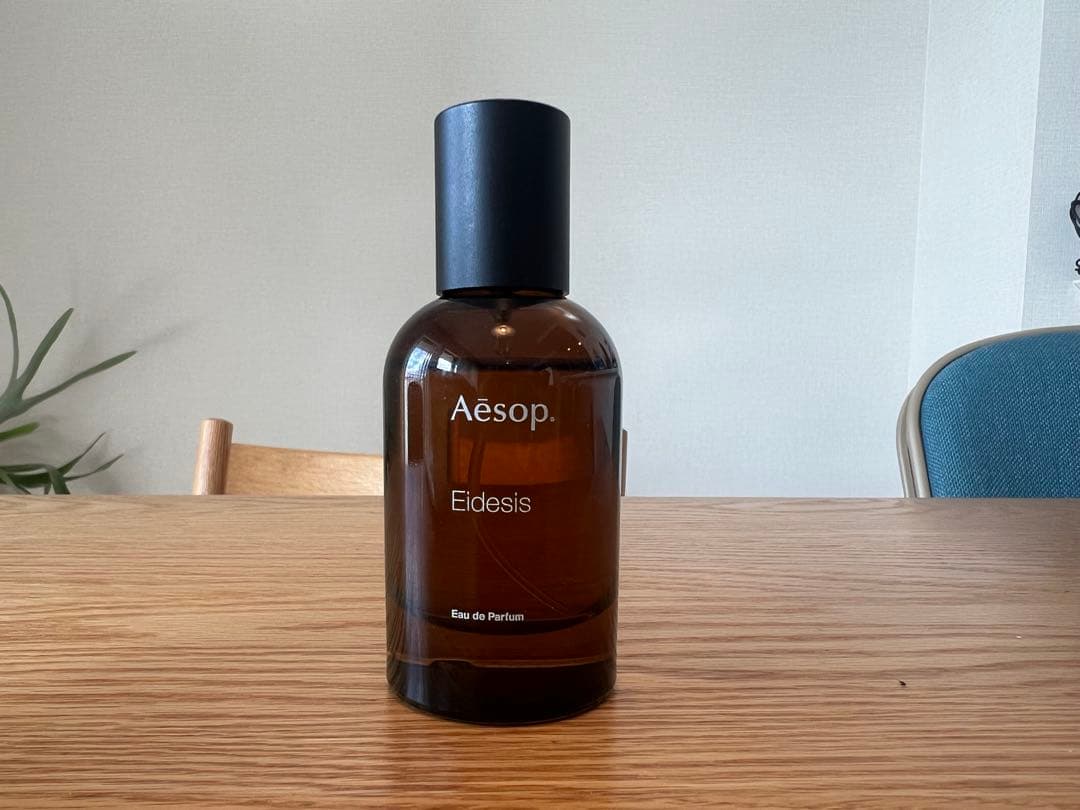 Aēsop.
Eidesis
Eau de Parfum